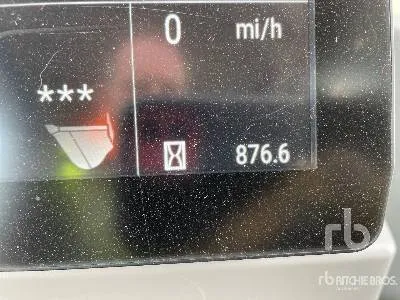 0 mi/h
***
876.6
rb
RITCHIE BROS.